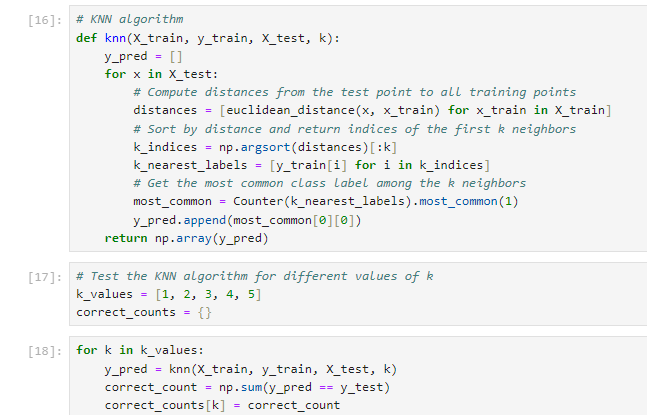 [16]: # KNN algorithm
def knn(X_train, y_train, X_test, k):
    y_pred = []
    for x in X_test:
        # Compute distances from the test point to all training points
        distances = [euclidean_distance(x, x_train) for x_train in X_train]
        # Sort by distance and return indices of the first k neighbors
        k_indices = np.argsort(distances)[:k]
        k_nearest_labels = [y_train[i] for i in k_indices]
        # Get the most common class label among the k neighbors
        most_common = Counter(k_nearest_labels).most_common(1)
        y_pred.append(most_common[0][0])
    return np.array(y_pred)
[17]: # Test the KNN algorithm for different values of k
k_values = [1, 2, 3, 4, 5]
correct_counts = {}
[18]: for k in k_values:
    y_pred = knn(X_train, y_train, X_test, k)
    correct_count = np.sum(y_pred == y_test)
    correct_counts[k] = correct_count